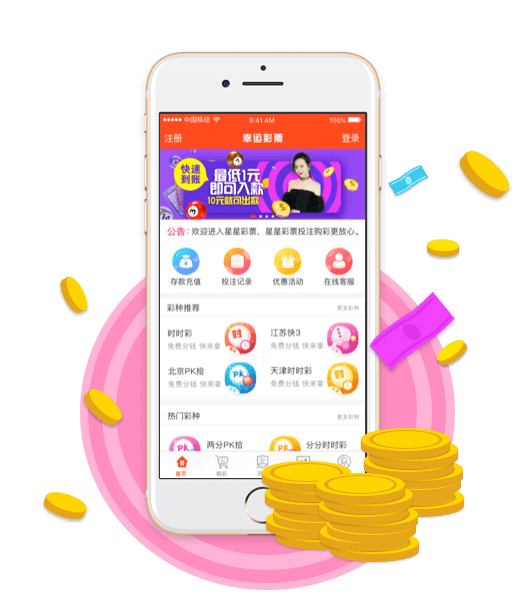 中国移动 9:41 AM 100%
注册 幸运彩票 登录
快速
到账
最低1元
即可入款
10元就可出款
公告: 欢迎进入星星彩票，星星彩票投注购彩更放心。
存款充值 投注记录 优惠活动 在线客服
彩种推荐 更多彩种
时时彩 江苏快3
免费分钱 快来拿 免费分钱 快来拿
北京PK拾 天津时时彩
免费分钱 快来拿 免费分钱 快来拿
PK 时
热门彩种 更多彩种
两分PK拾 分分时时彩
首页 购彩